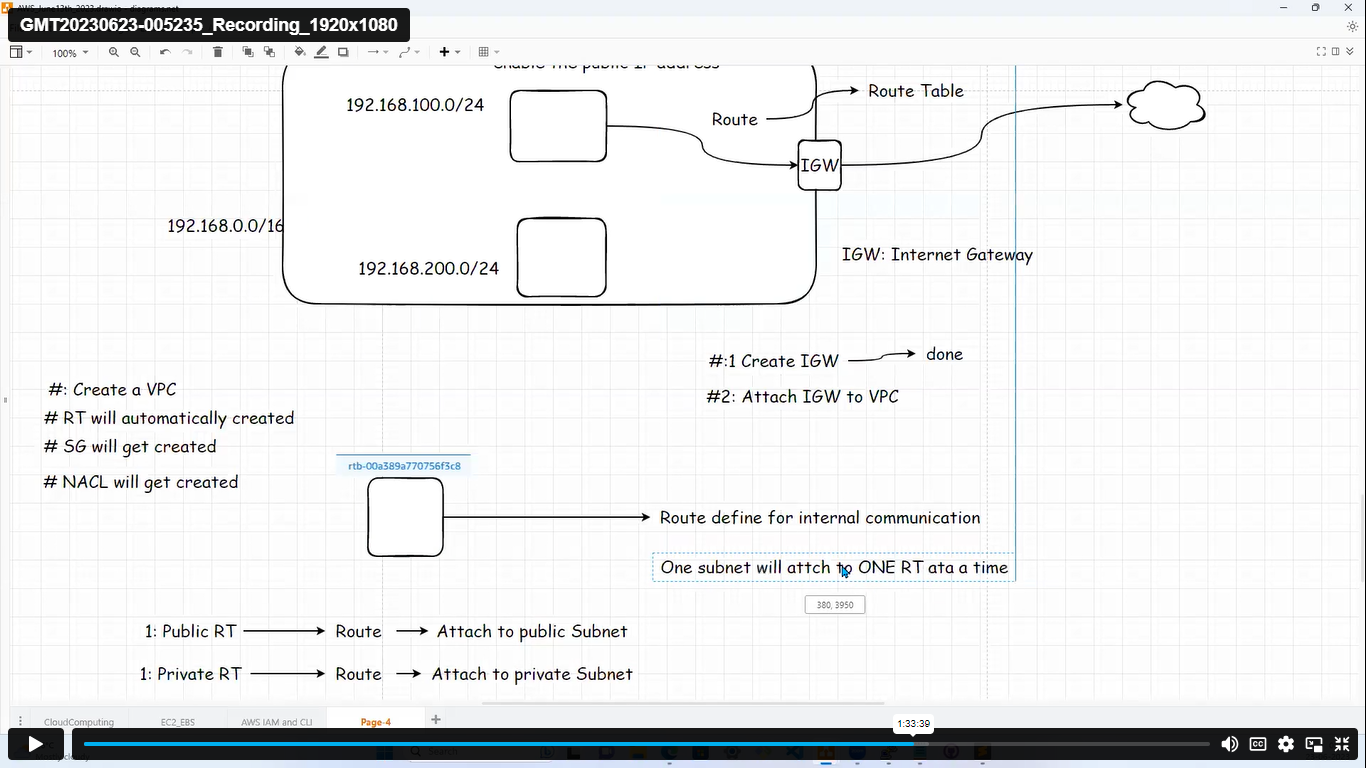 GMT20230623-005235_Recording_1920x1080
100%
enable the public IP address
192.168.100.0/24
Route Table
Route
IGW
192.168.0.0/16
192.168.200.0/24
IGW: Internet Gateway
#:1 Create IGW
done
#2: Attach IGW to VPC
#: Create a VPC
# RT will automatically created
# SG will get created
# NACL will get created
rtb-00a389a770756f3c8
Route define for internal communication
One subnet will attch to ONE RT ata a time
380, 3950
1: Public RT
Route
Attach to public Subnet
1: Private RT
Route
Attach to private Subnet
CloudComputing
EC2_EBS
AWS IAM and CLI
Page-4
1:33:39
CC